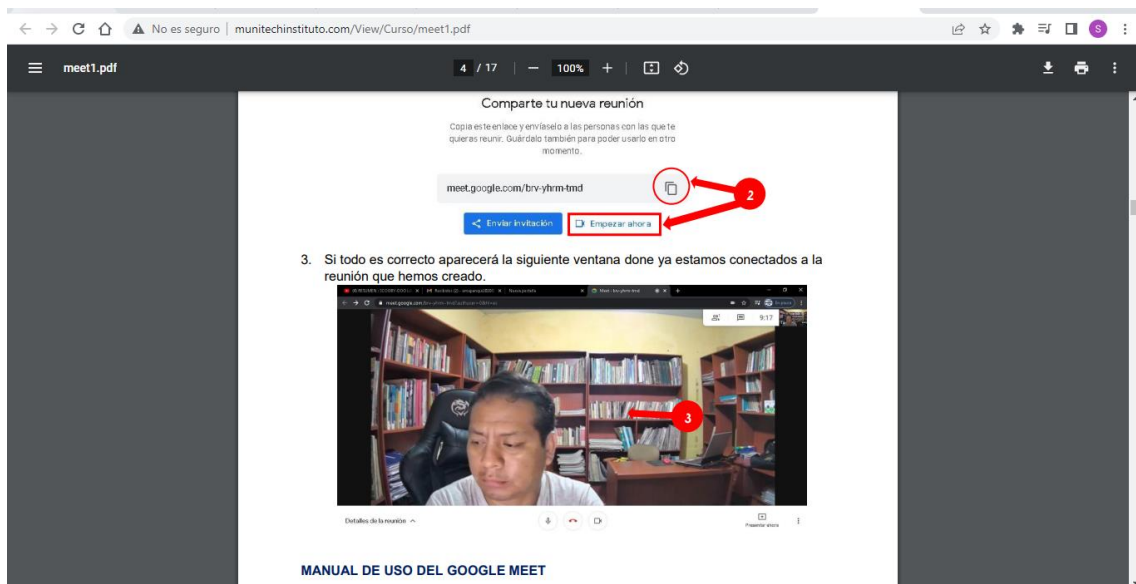 No es seguro | munitechinstituto.com/View/Curso/meet1.pdf
S
meet1.pdf
4 / 17 | − 100% +
Comparte tu nueva reunión
Copia este enlace y envíaselo a las personas con las que te
quieras reunir. Guárdalo también para poder usarlo en otro
momento.
meet.google.com/brv-yhrm-tmd
2
Enviar invitación
Empezar ahora
3. Si todo es correcto aparecerá la siguiente ventana done ya estamos conectados a la
reunión que hemos creado.
9:17
3
Detalles de la reunión
Presentar ahora
MANUAL DE USO DEL GOOGLE MEET